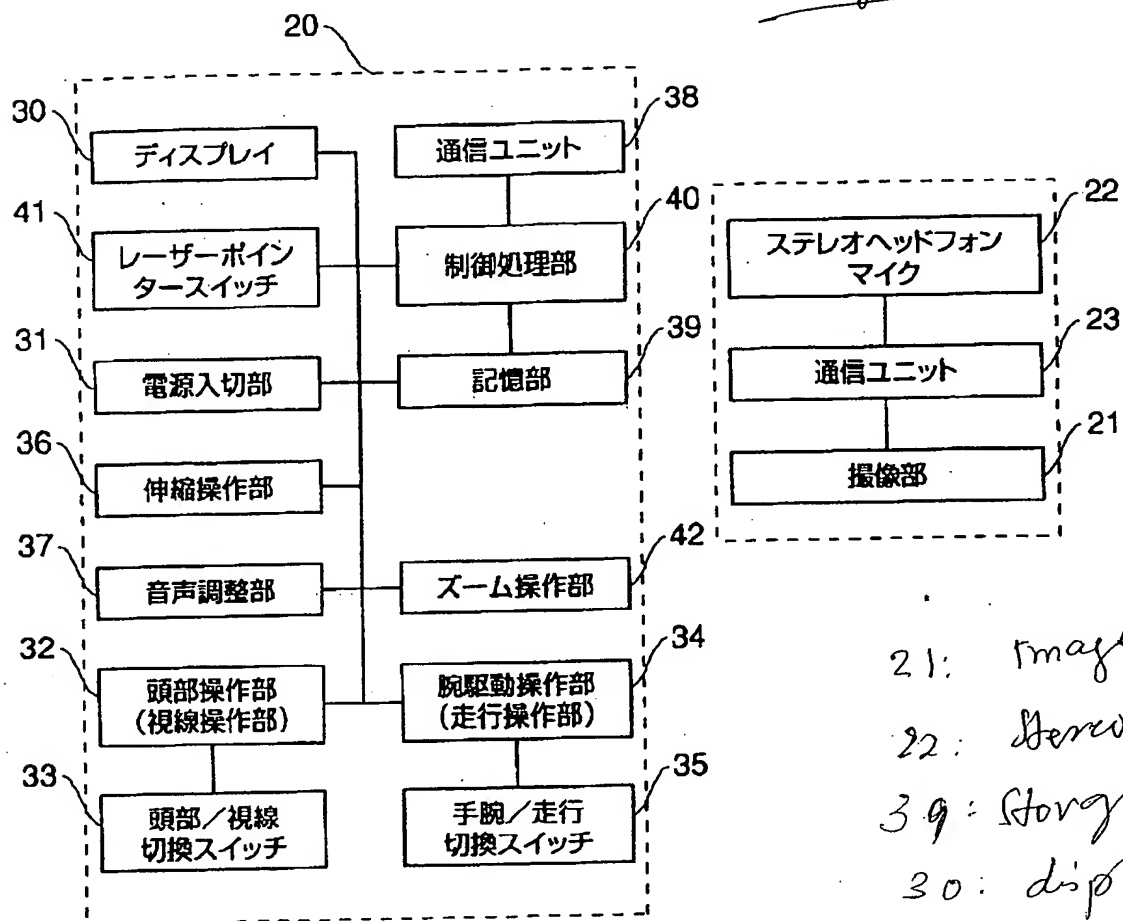 20
30
ディスプレイ
通信ユニット
38
41
レーザーポイン
タースイッチ
制御処理部
40
31
電源入切部
記憶部
39
36
伸縮操作部
37
音声調整部
ズーム操作部
42
32
頭部操作部
(視線操作部)
腕駆動操作部
(走行操作部)
34
33
頭部/視線
切換スイッチ
手腕/走行
切換スイッチ
35
ステレオヘッドフォン
マイク
22
通信ユニット
23
撮像部
21
21:
22:
39:
30: disp